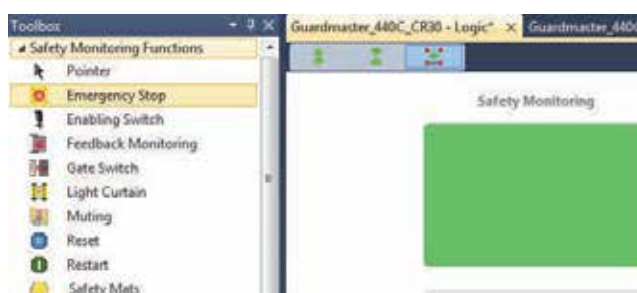 Toolbox
Guardmaster_440C_CR30 - Logic*
Guardmaster_440C
Safety Monitoring Functions
Pointer
Emergency Stop
Enabling Switch
Feedback Monitoring
Gate Switch
Light Curtain
Muting
Reset
Restart
Safety Mats
Safety Monitoring